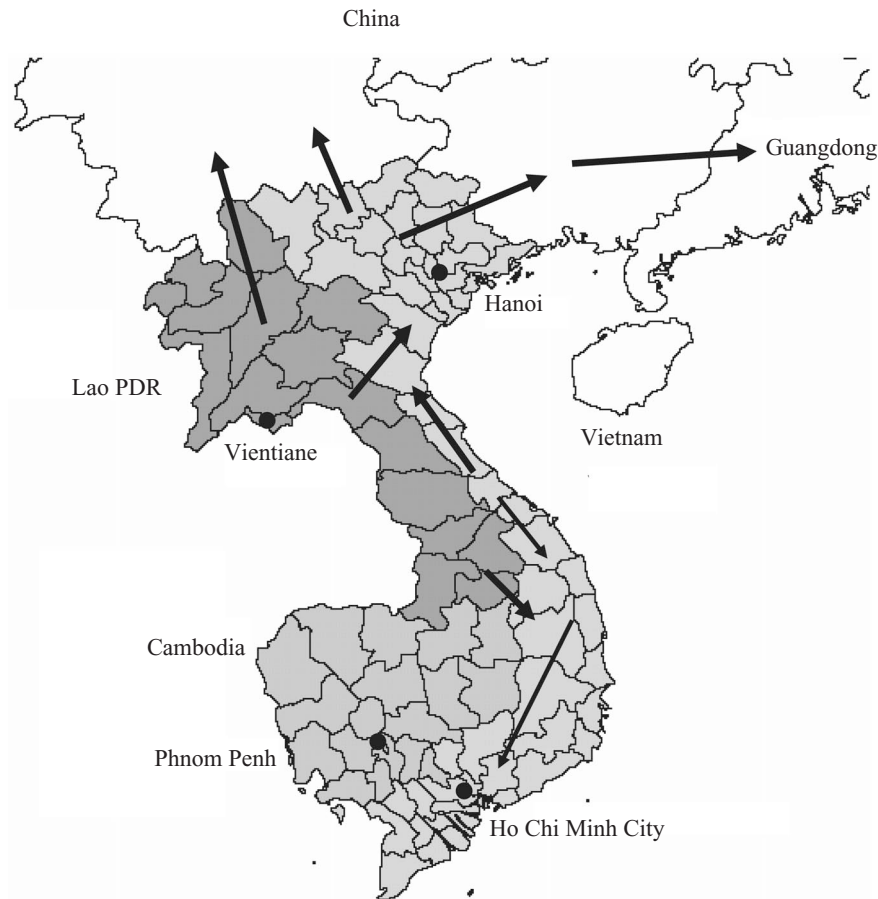 China
Guangdong
Hanoi
Lao PDR
Vientiane
Vietnam
Cambodia
Phnom Penh
Ho Chi Minh City